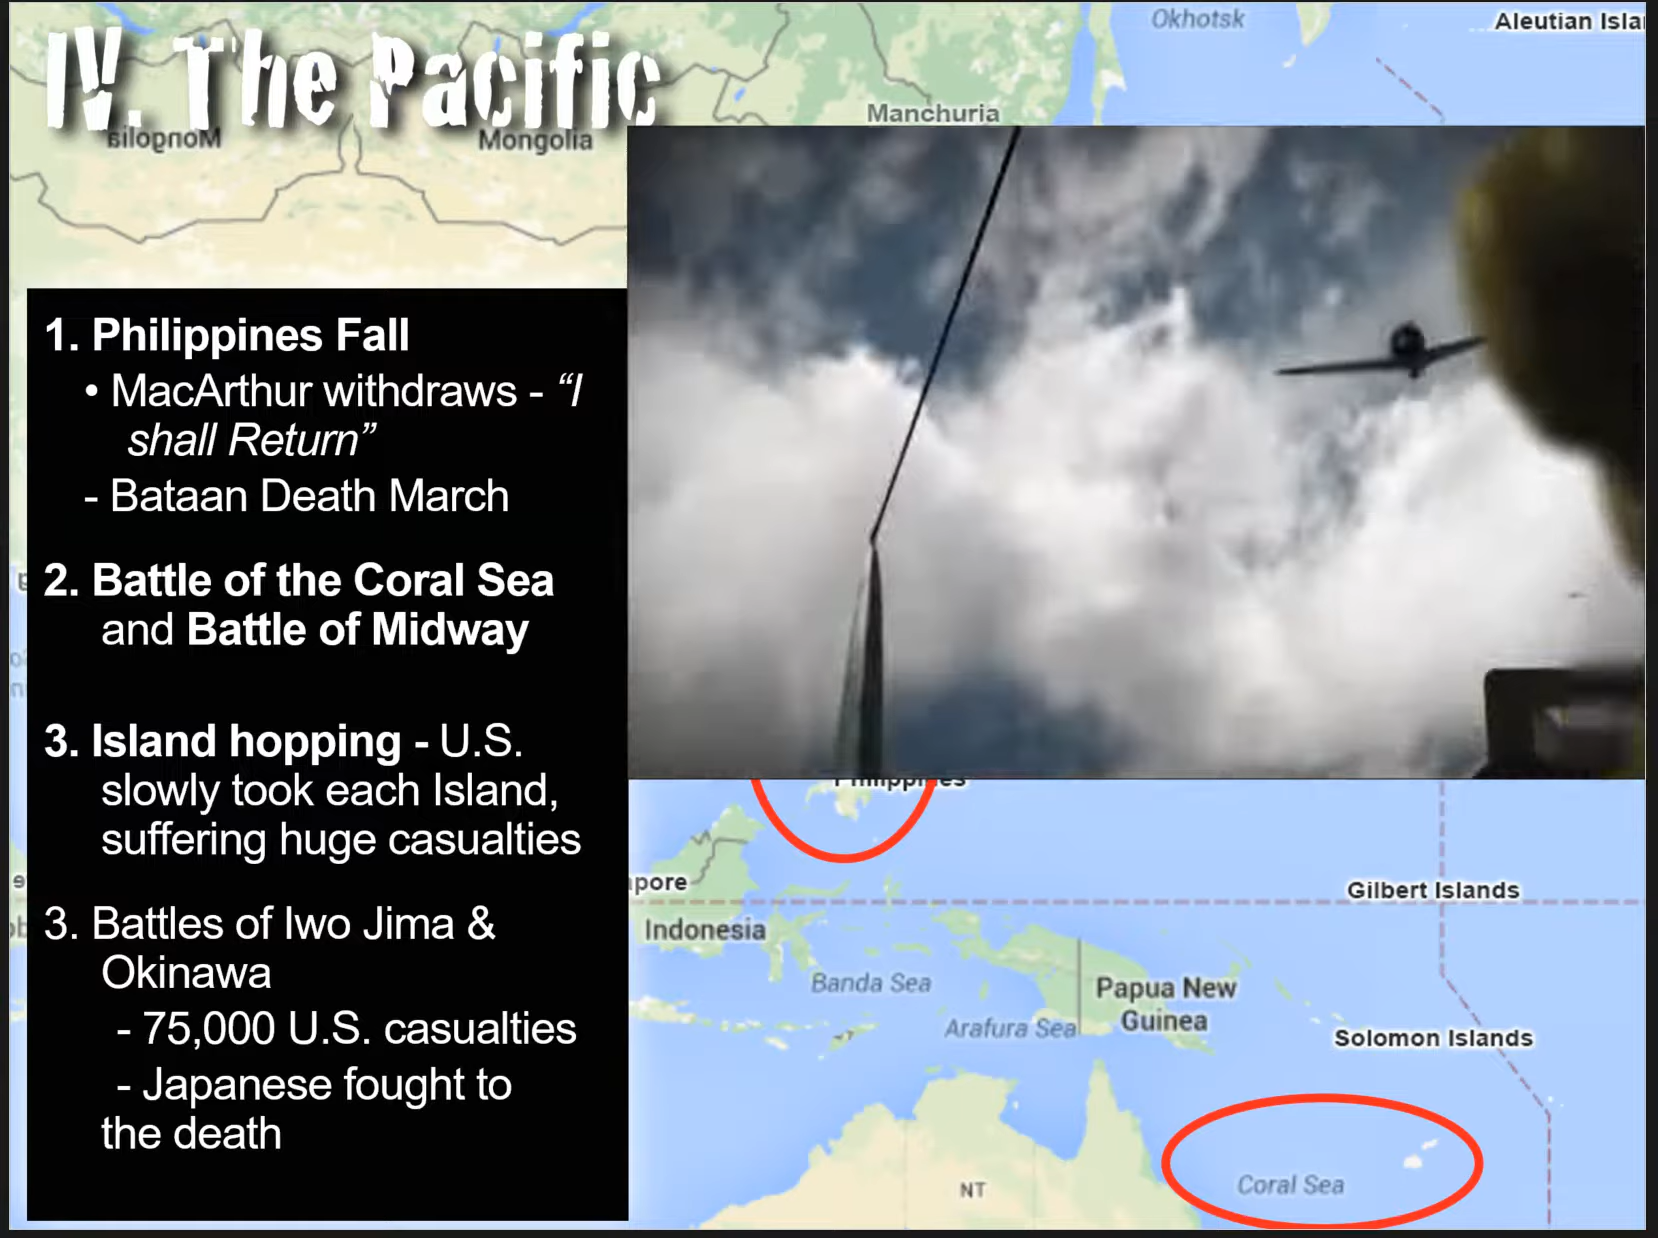 IV. The Pacific
Okhotsk
Aleutian Isla
Manchuria
Mongolia
Mongolia
1. Philippines Fall
• MacArthur withdraws - “I
shall Return”
- Bataan Death March
2. Battle of the Coral Sea
and Battle of Midway
3. Island hopping - U.S.
slowly took each Island,
suffering huge casualties
3. Battles of Iwo Jima &
Okinawa
- 75,000 U.S. casualties
- Japanese fought to
the death
Philippines
pore
Indonesia
Gilbert Islands
Banda Sea
Papua New
Guinea
Arafura Sea
Solomon Islands
Coral Sea
NT